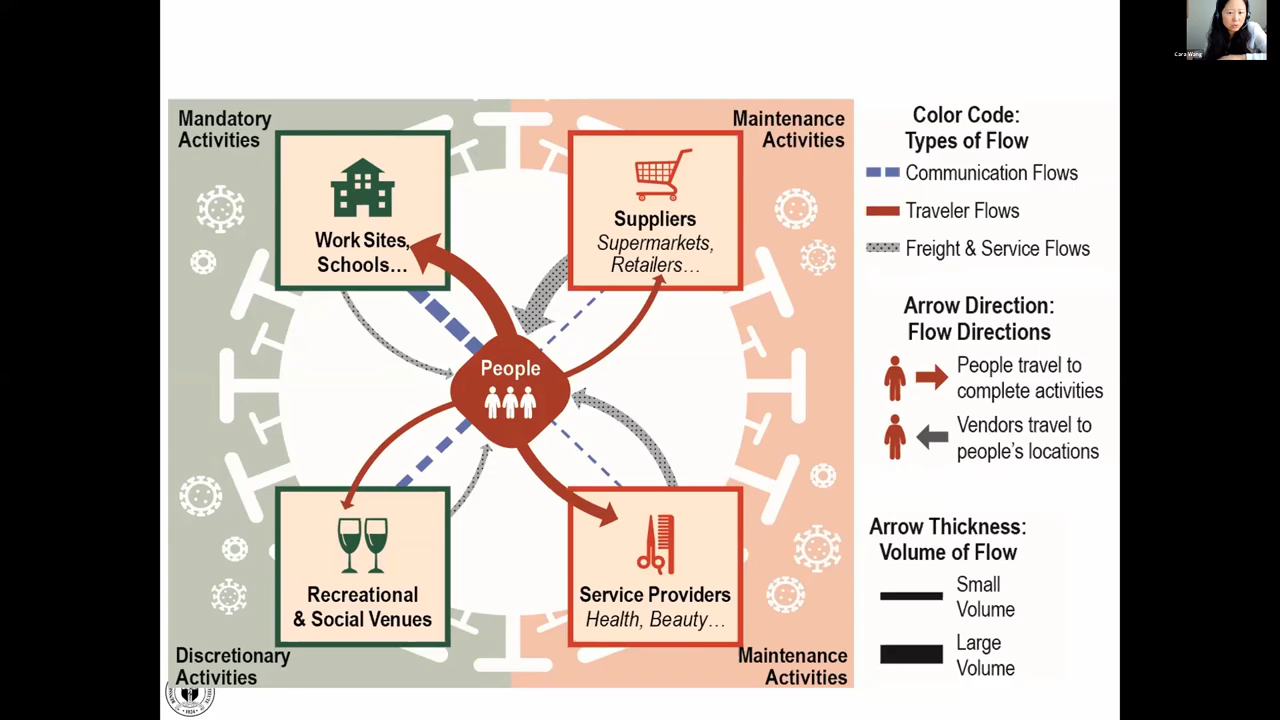 Cara Wang
Mandatory
Activities
Maintenance
Activities
Work Sites,
Schools...
Suppliers
Supermarkets,
Retailers...
People
Recreational
& Social Venues
Service Providers
Health, Beauty...
Discretionary
Activities
Maintenance
Activities
Color Code:
Types of Flow
Communication Flows
Traveler Flows
Freight & Service Flows
Arrow Direction:
Flow Directions
People travel to
complete activities
Vendors travel to
people's locations
Arrow Thickness:
Volume of Flow
Small
Volume
Large
Volume